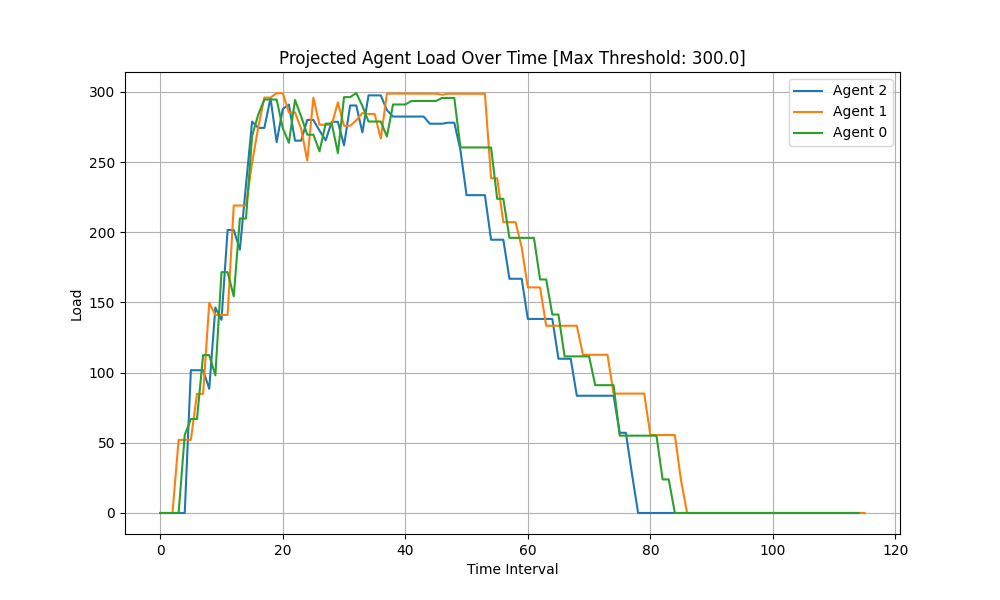 Projected Agent Load Over Time [Max Threshold: 300.0]
Agent 2
Agent 1
Agent 0
Load
300
250
200
150
100
50
0
0 20 40 60 80 100 120
Time Interval